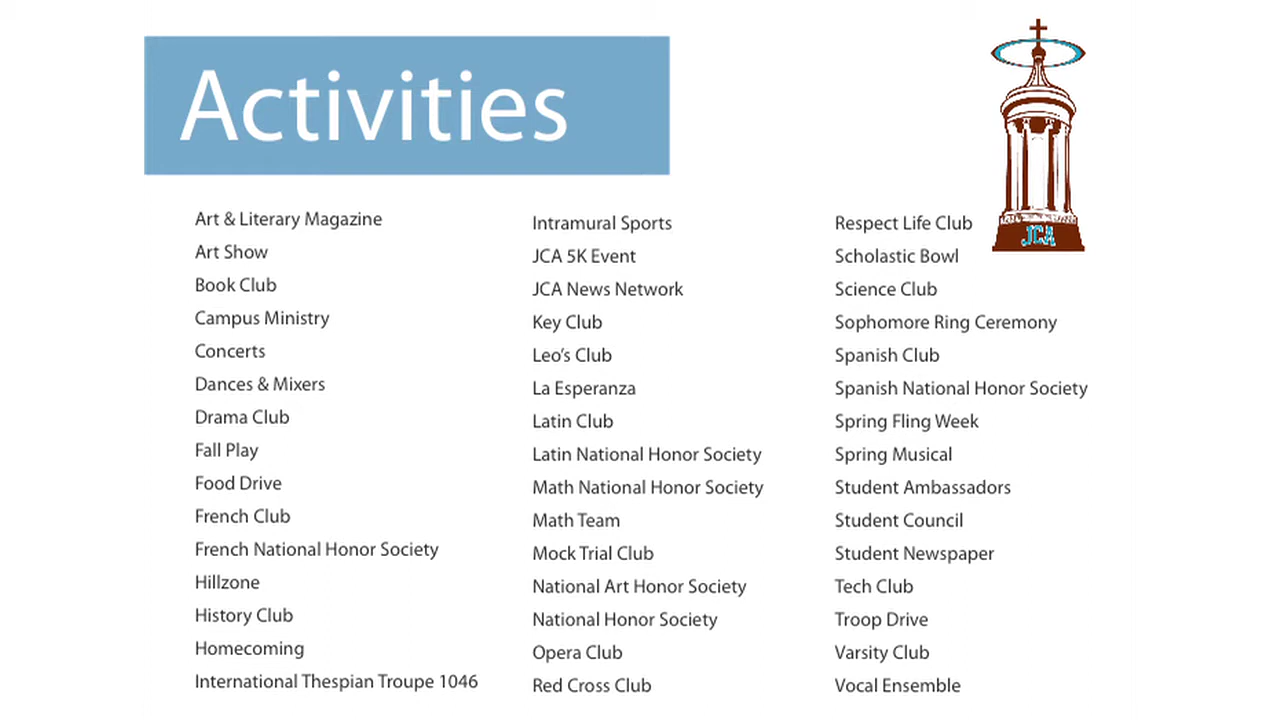 Activities
Art & Literary Magazine
Art Show
Book Club
Campus Ministry
Concerts
Dances & Mixers
Drama Club
Fall Play
Food Drive
French Club
French National Honor Society
Hillzone
History Club
Homecoming
International Thespian Troupe 1046
Intramural Sports
JCA 5K Event
JCA News Network
Key Club
Leo’s Club
La Esperanza
Latin Club
Latin National Honor Society
Math National Honor Society
Math Team
Mock Trial Club
National Art Honor Society
National Honor Society
Opera Club
Red Cross Club
Respect Life Club
Scholastic Bowl
Science Club
Sophomore Ring Ceremony
Spanish Club
Spanish National Honor Society
Spring Fling Week
Spring Musical
Student Ambassadors
Student Council
Student Newspaper
Tech Club
Troop Drive
Varsity Club
Vocal Ensemble
JCA